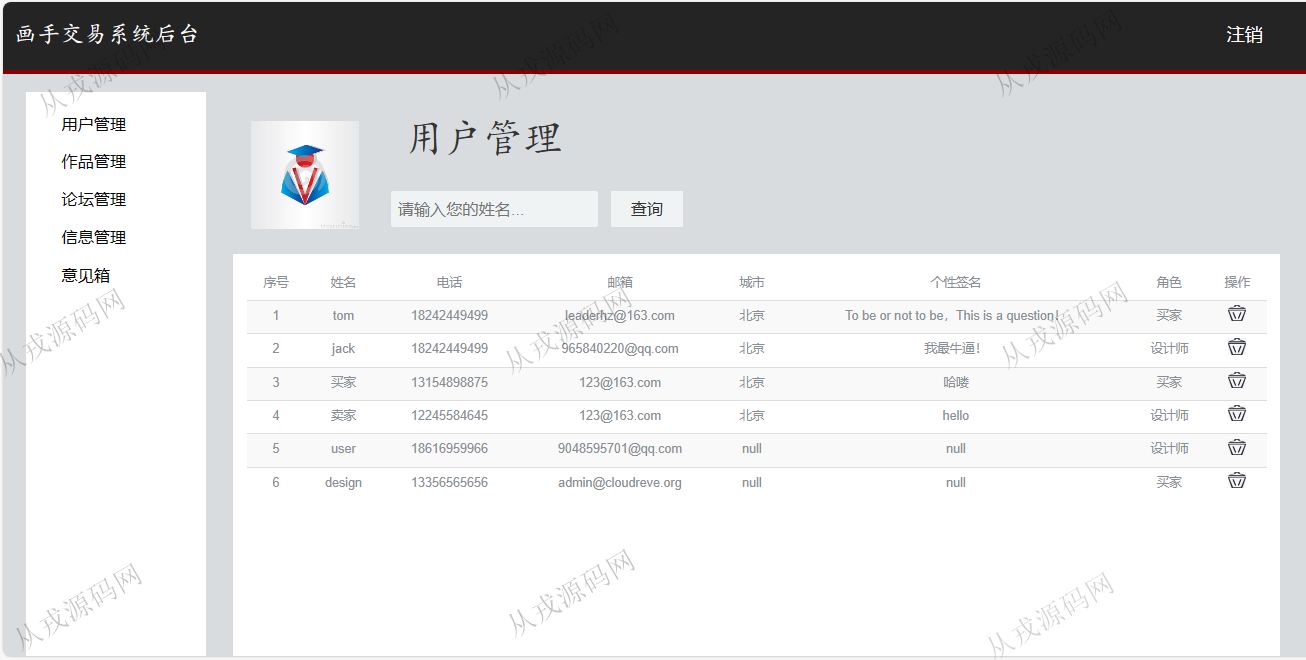 画手交易系统后台 注销
用户管理
作品管理
论坛管理
信息管理
意见箱
用户管理
请输入您的姓名... 查询
序号 姓名 电话 邮箱 城市 个性签名 角色 操作
1 tom 18242449499 leaderhz@163.com 北京 To be or not to be，This is a question！ 买家
2 jack 18242449499 965840220@qq.com 北京 我最牛逼！ 设计师
3 买家 13154898875 123@163.com 北京 哈喽 买家
4 卖家 12245584645 123@163.com 北京 hello 设计师
5 user 18616959966 9048595701@qq.com null null 设计师
6 design 13356565656 admin@cloudreve.org null null 买家
从戎源码网
从戎源码网
从戎源码网
从戎源码网
从戎源码网
从戎源码网
从戎源码网
从戎源码网
从戎源码网